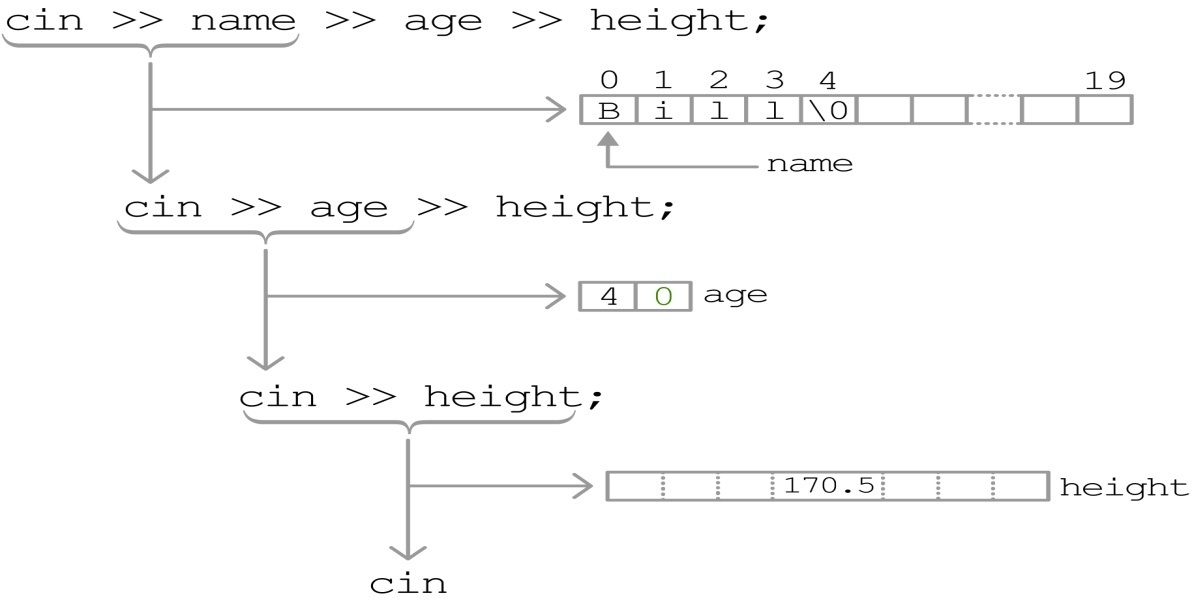 cin >> name >> age >> height;
0 1 2 3 4 19
B i l l \0
name
cin >> age >> height;
4 0 age
cin >> height;
170.5 height
cin